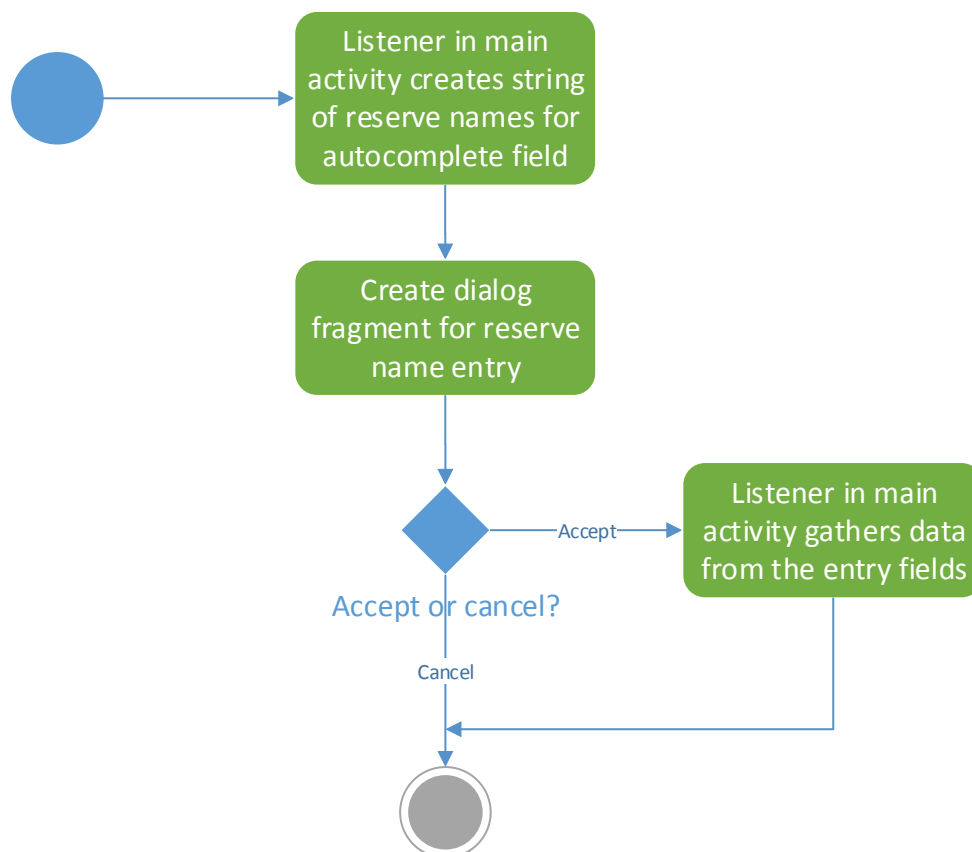 Listener in main
activity creates string
of reserve names for
autocomplete field
Create dialog
fragment for reserve
name entry
Accept
Listener in main
activity gathers data
from the entry fields
Accept or cancel?
Cancel